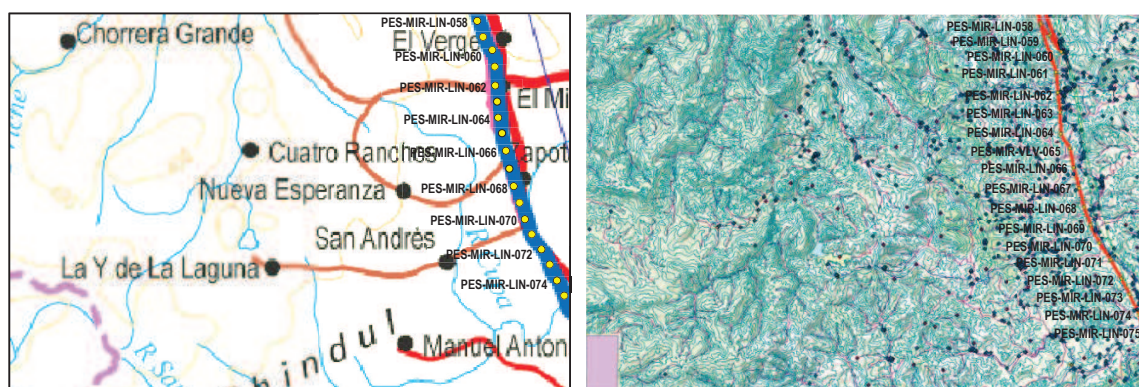 PES-MIR-LIN-058
Chorrera Grande
El Verge
PES-MIR-LIN-060
PES-MIR-LIN-062
El Mi
PES-MIR-LIN-064
Cuatro Ranchos
PES-MIR-LIN-066
Zapot
Nueva Esperanza
PES-MIR-LIN-068
PES-MIR-LIN-070
San Andrés
PES-MIR-LIN-072
La Y de La Laguna
PES-MIR-LIN-074
Manuel Antón
hindul
PES-MIR-LIN-058
PES-MIR-LIN-059
PES-MIR-LIN-060
PES-MIR-LIN-061
PES-MIR-LIN-062
PES-MIR-LIN-063
PES-MIR-LIN-064
PES-MIR-VLV-065
PES-MIR-LIN-066
PES-MIR-LIN-067
PES-MIR-LIN-068
PES-MIR-LIN-069
PES-MIR-LIN-070
PES-MIR-LIN-071
PES-MIR-LIN-072
PES-MIR-LIN-073
PES-MIR-LIN-074
PES-MIR-LIN-075